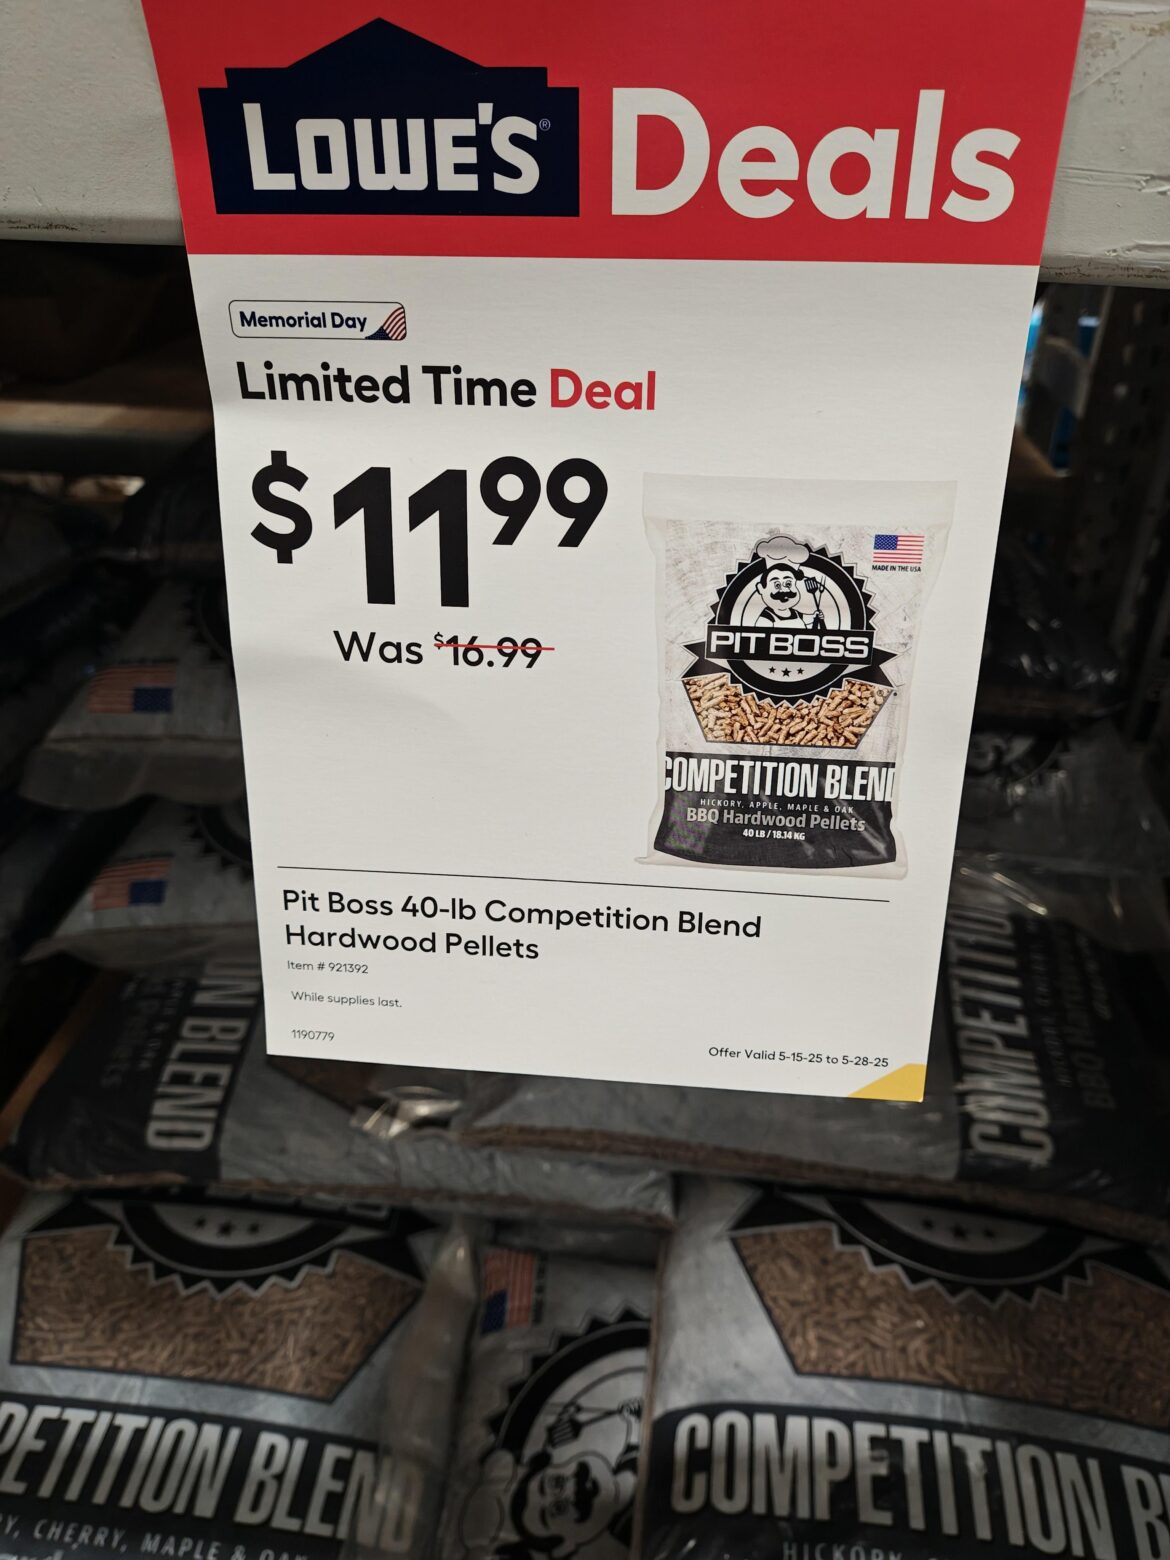 LOWE'S® Deals
Memorial Day
Limited Time Deal
$11 99
Was $16.99
MADE IN THE USA
PIT BOSS
COMPETITION BLEND
HICKORY, APPLE, MAPLE & OAK
BBQ Hardwood Pellets
40 LB / 18.14 KG
Pit Boss 40-lb Competition Blend
Hardwood Pellets
Item # 921392
While supplies last.
1190779
Offer Valid 5-15-25 to 5-28-25
ON BLEND
COMPETITION
BBQ
PETITION BLEND
Y, CHERRY, MAPLE & OAK
COMPETITION B
HICKORY